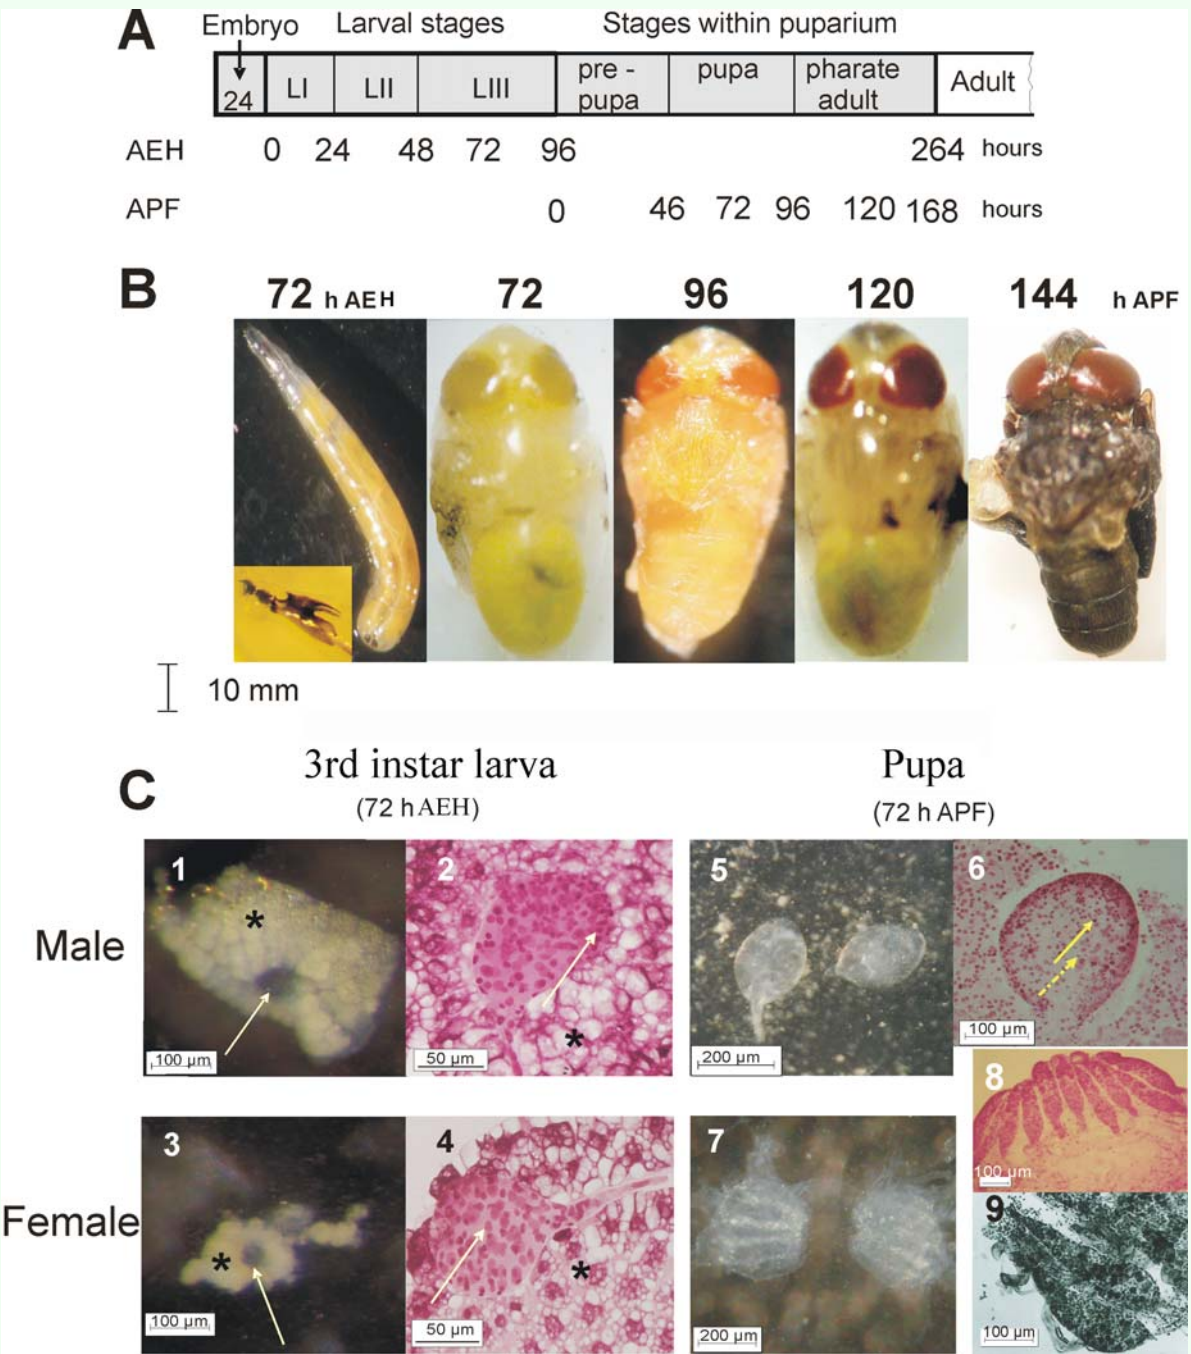 A
Embryo Larval stages Stages within puparium
24 LI LII LIII pre - pupa pupa pharate adult Adult
AEH 0 24 48 72 96 264 hours
APF 0 46 72 96 120 168 hours
B
72 h AEH 72 96 120 144 h APF
10 mm
C
3rd instar larva Pupa
(72 h AEH) (72 h APF)
Male
1 * 100 µm
2 * 50 µm
5 200 µm
6 100 µm
8 100 µm
Female
3 * 100 µm
4 * 50 µm
7 200 µm
9 100 µm